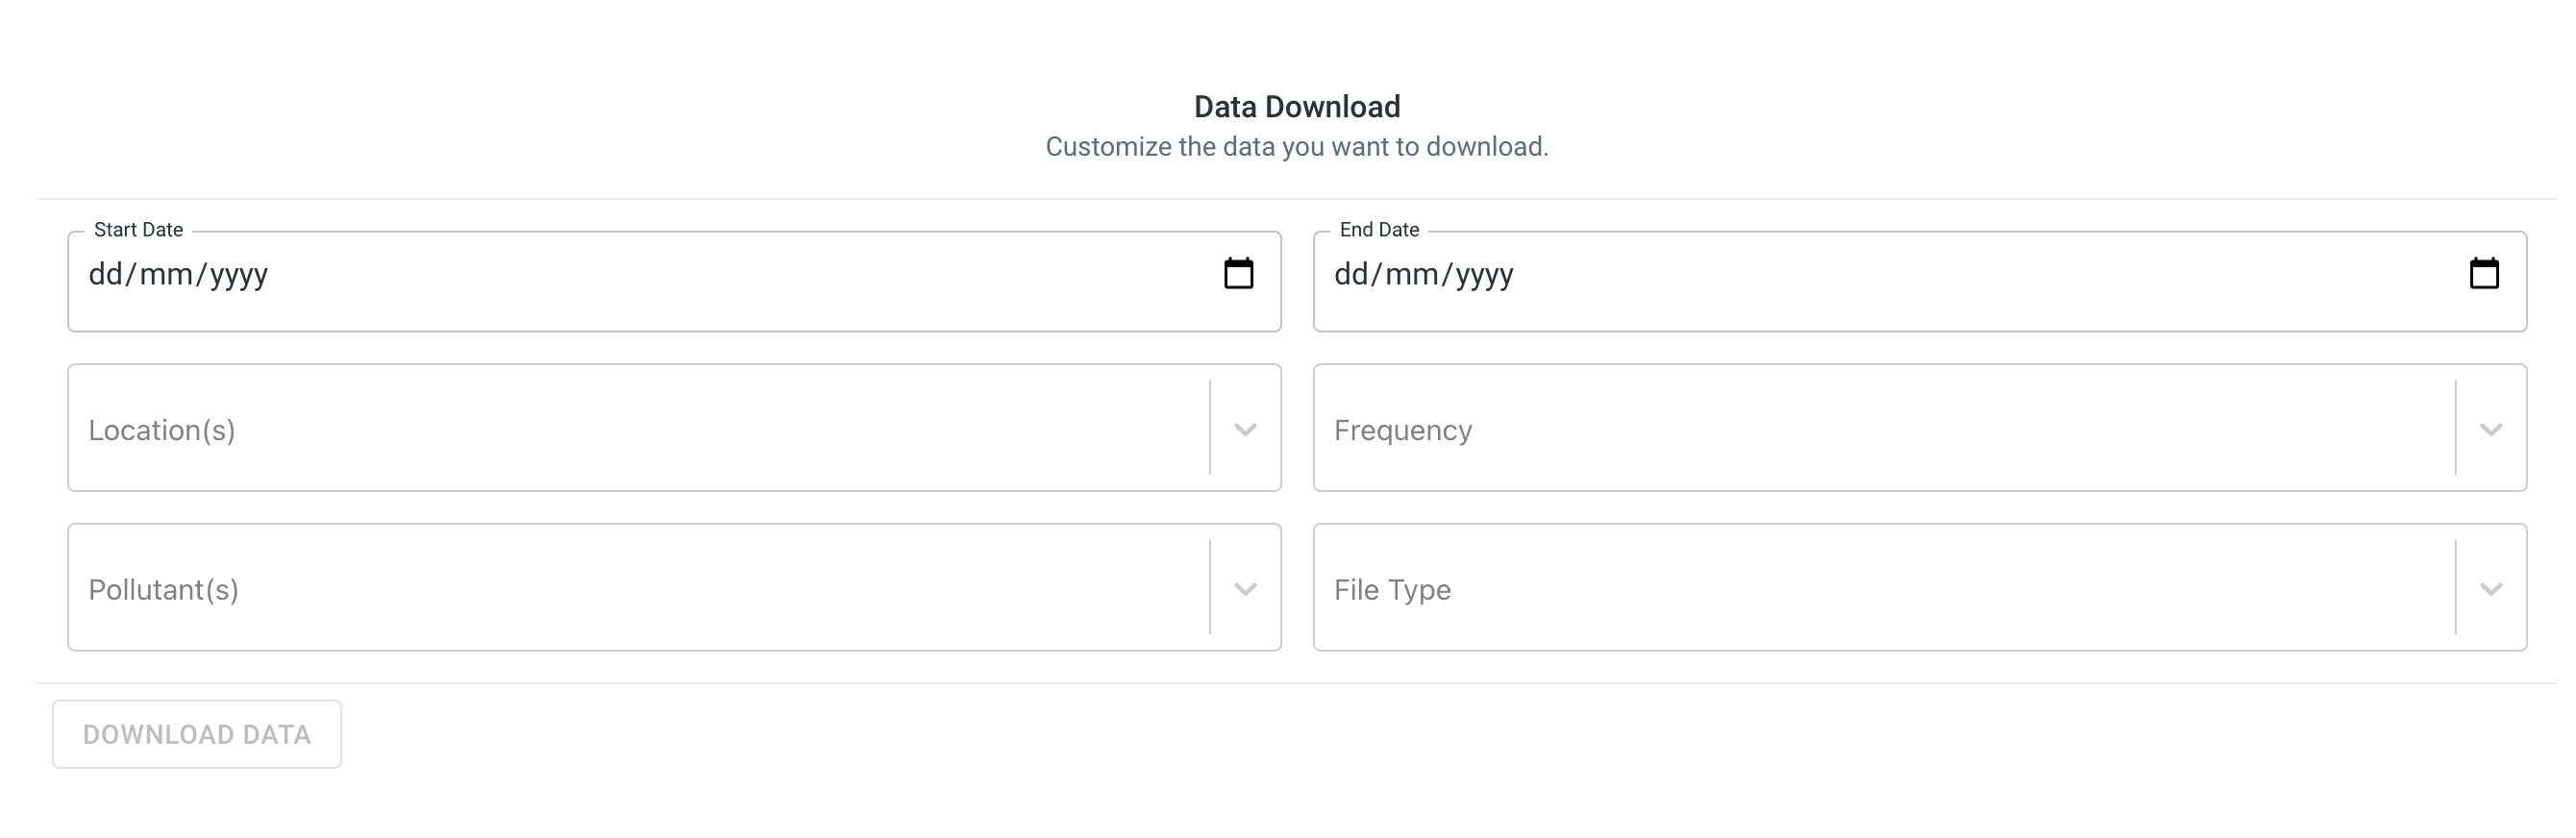 Data Download
Customize the data you want to download.
Start Date
dd/mm/yyyy
End Date
dd/mm/yyyy
Location(s)
Frequency
Pollutant(s)
File Type
DOWNLOAD DATA